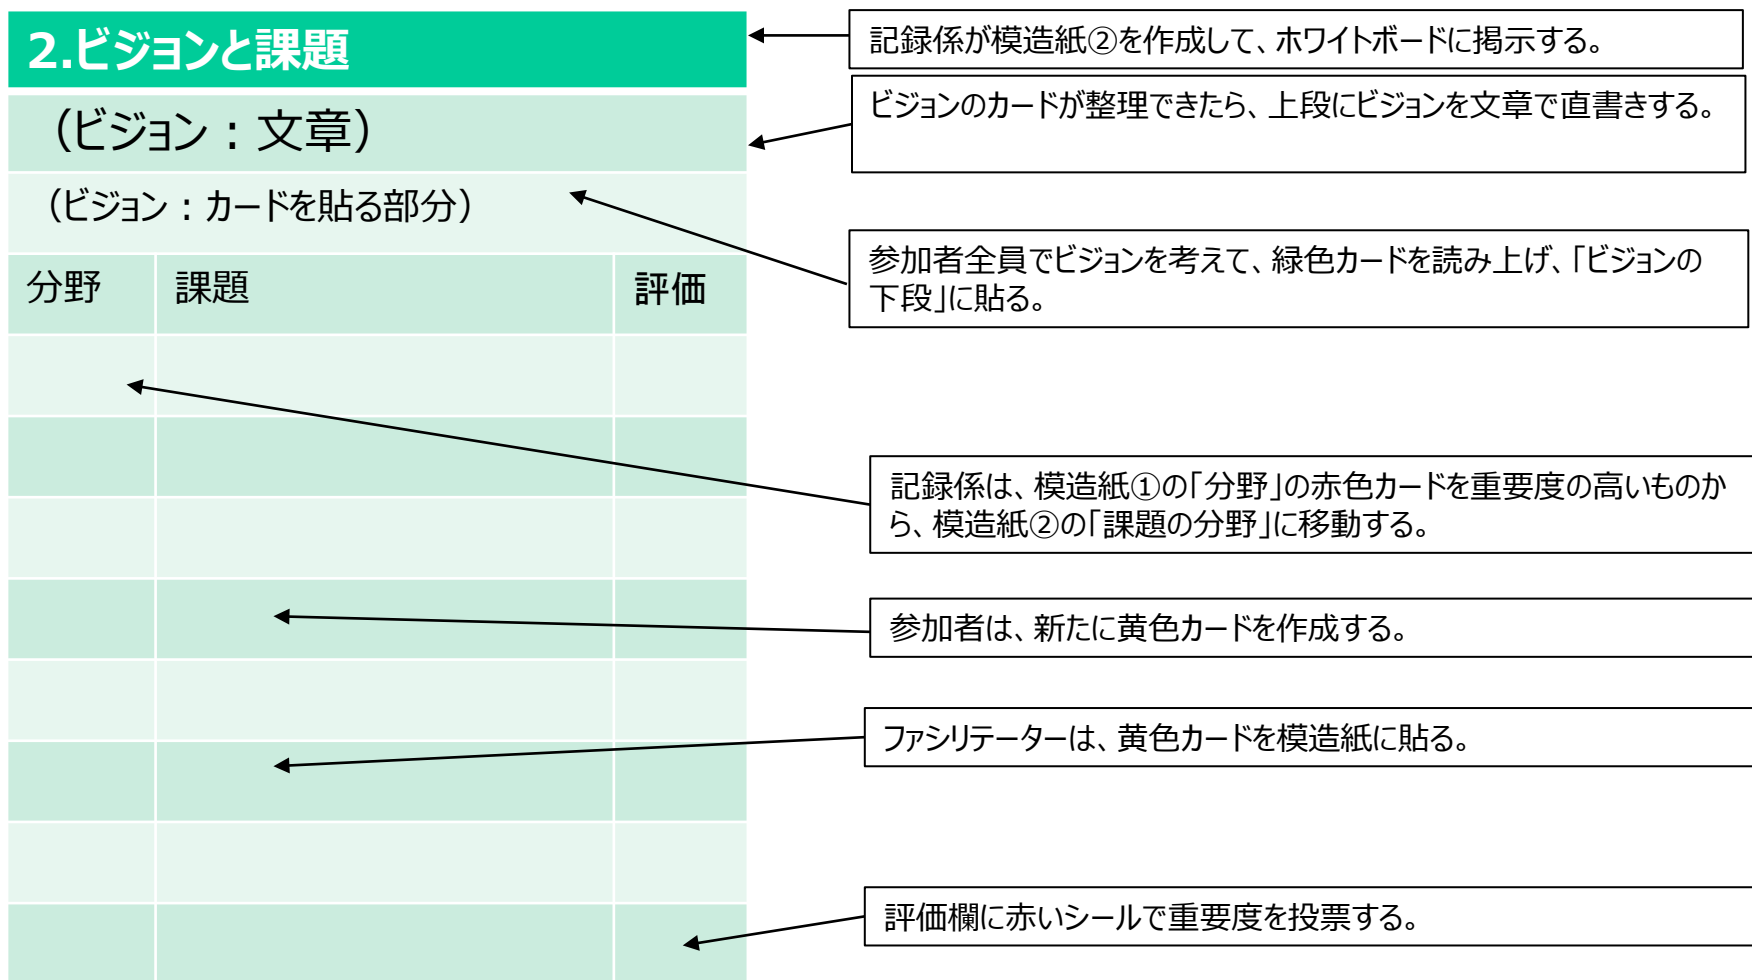 2.ビジョンと課題
（ビジョン：文章）
（ビジョン：カードを貼る部分）
分野 課題 評価
記録係が模造紙②を作成して、ホワイトボードに掲示する。
ビジョンのカードが整理できたら、上段にビジョンを文章で直書きする。
参加者全員でビジョンを考えて、緑色カードを読み上げ、「ビジョンの
下段」に貼る。
記録係は、模造紙①の「分野」の赤色カードを重要度の高いものか
ら、模造紙②の「課題の分野」に移動する。
参加者は、新たに黄色カードを作成する。
ファシリテーターは、黄色カードを模造紙に貼る。
評価欄に赤いシールで重要度を投票する。